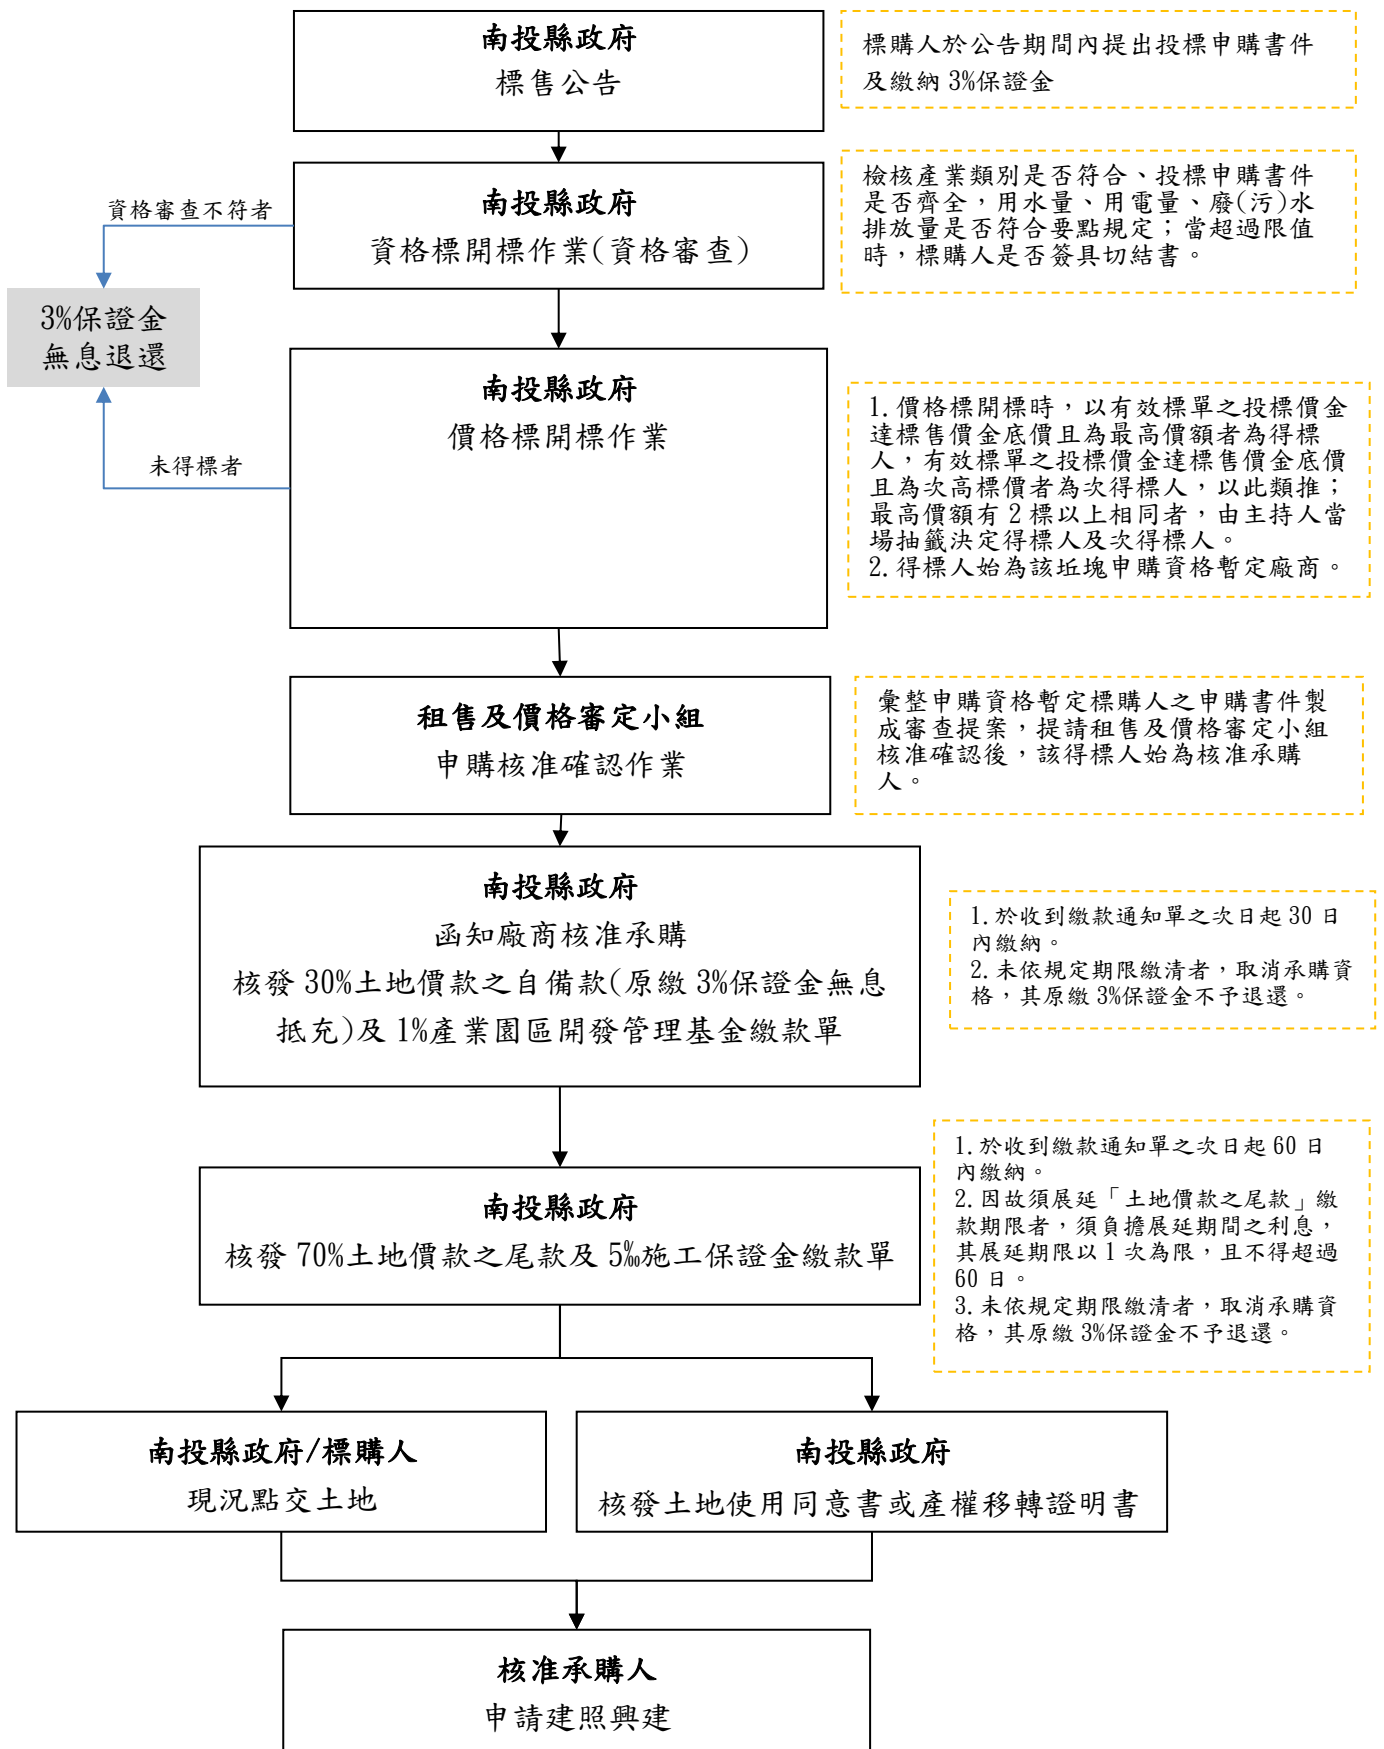 南投縣政府
標售公告
標購人於公告期間內提出投標申購書件
及繳納 3%保證金
南投縣政府
資格標開標作業(資格審查)
檢核產業類別是否符合、投標申購書件
是否齊全，用水量、用電量、廢(污)水
排放量是否符合要點規定；當超過限值
時，標購人是否簽具切結書。
資格審查不符者
3%保證金
無息退還
未得標者
南投縣政府
價格標開標作業
1.價格標開標時，以有效標單之投標價金
達標售價金底價且為最高價額者為得標
人，有效標單之投標價金達標售價金底價
且為次高標價者為次得標人，以此類推；
最高價額有 2 標以上相同者，由主持人當
場抽籤決定得標人及次得標人。
2.得標人始為該坵塊申購資格暫定廠商。
租售及價格審定小組
申購核准確認作業
彙整申購資格暫定標購人之申購書件製
成審查提案，提請租售及價格審定小組
核准確認後，該得標人始為核准承購
人。
南投縣政府
函知廠商核准承購
核發 30%土地價款之自備款(原繳 3%保證金無息
抵充)及 1%產業園區開發管理基金繳款單
1.於收到繳款通知單之次日起 30 日
內繳納。
2.未依規定期限繳清者，取消承購資
格，其原繳 3%保證金不予退還。
南投縣政府
核發 70%土地價款之尾款及 5‰施工保證金繳款單
1.於收到繳款通知單之次日起 60 日
內繳納。
2.因故須展延「土地價款之尾款」繳
款期限者，須負擔展延期間之利息，
其展延期限以 1 次為限，且不得超過
60 日。
3.未依規定期限繳清者，取消承購資
格，其原繳 3%保證金不予退還。
南投縣政府/標購人
現況點交土地
南投縣政府
核發土地使用同意書或產權移轉證明書
核准承購人
申請建照興建